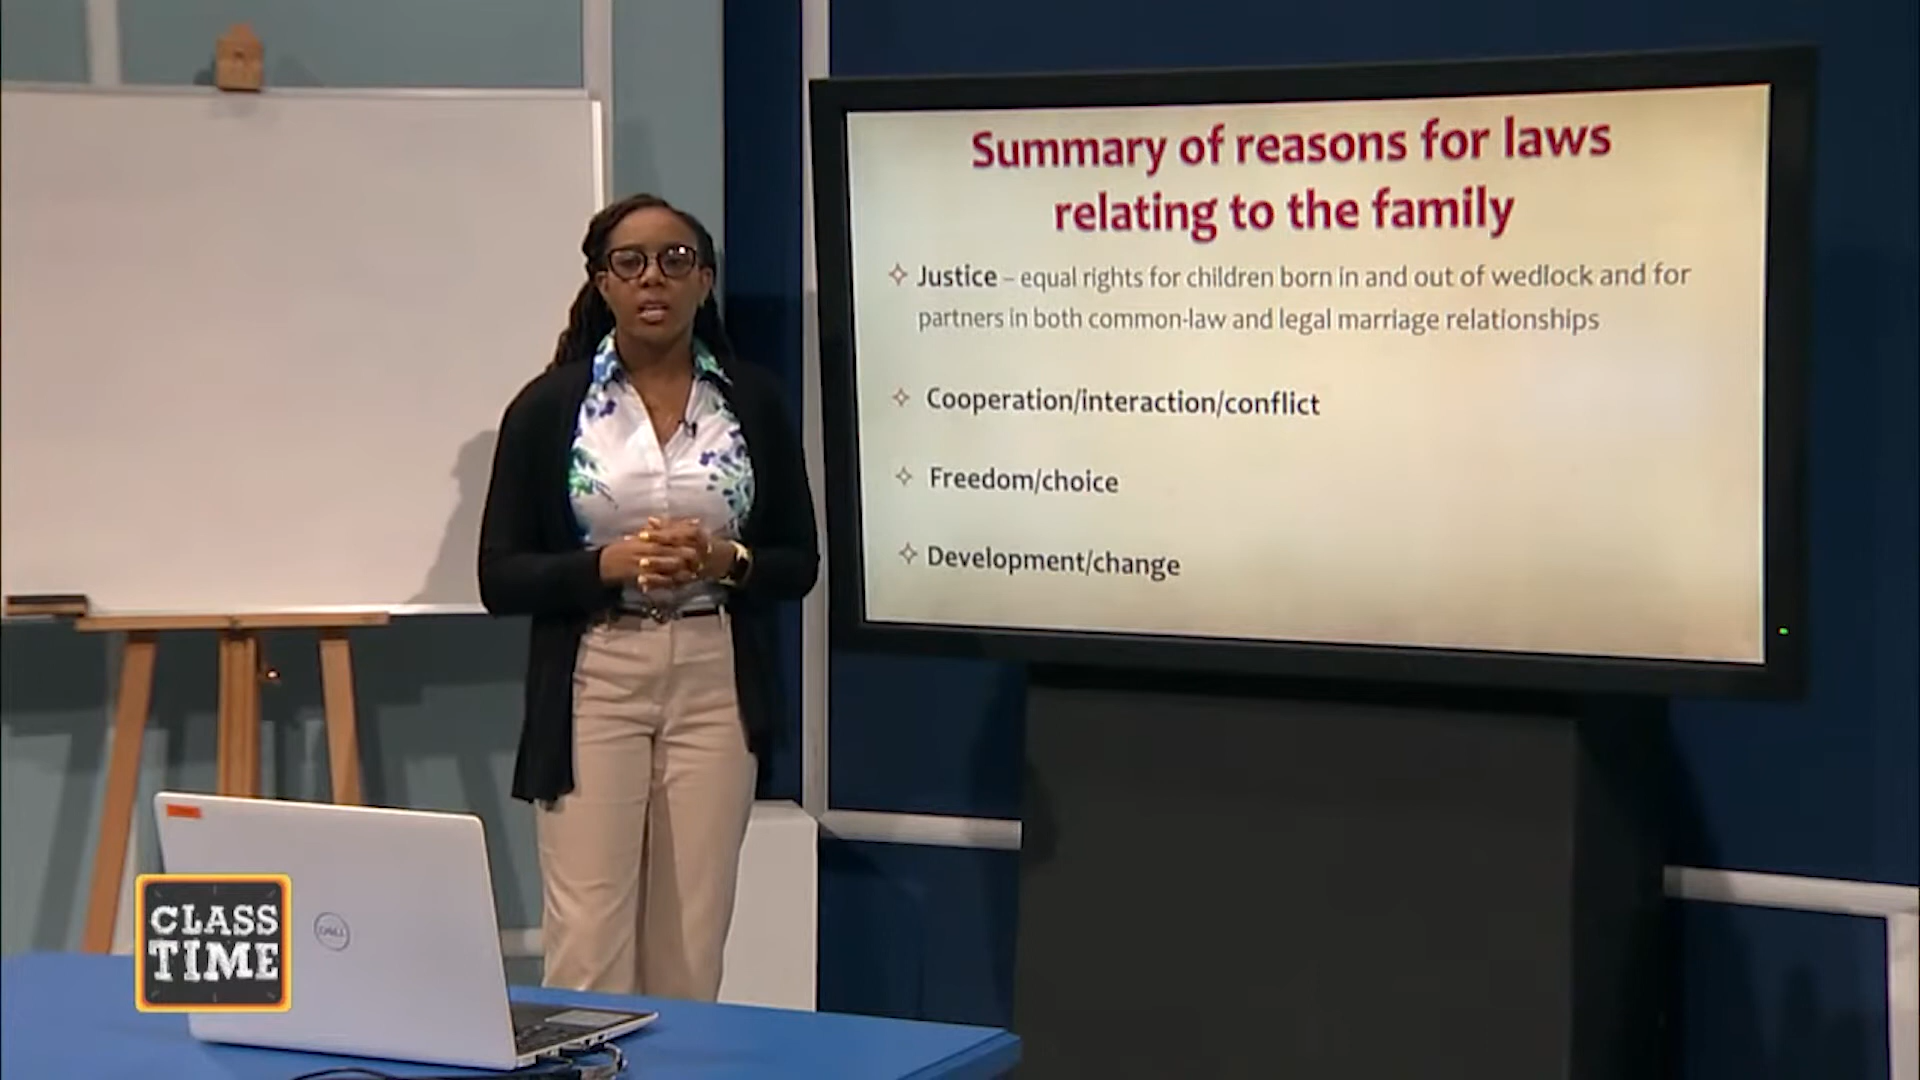 Summary of reasons for laws
relating to the family
Justice – equal rights for children born in and out of wedlock and for
partners in both common-law and legal marriage relationships
Cooperation/interaction/conflict
Freedom/choice
Development/change
CLASS
TIME
DELL